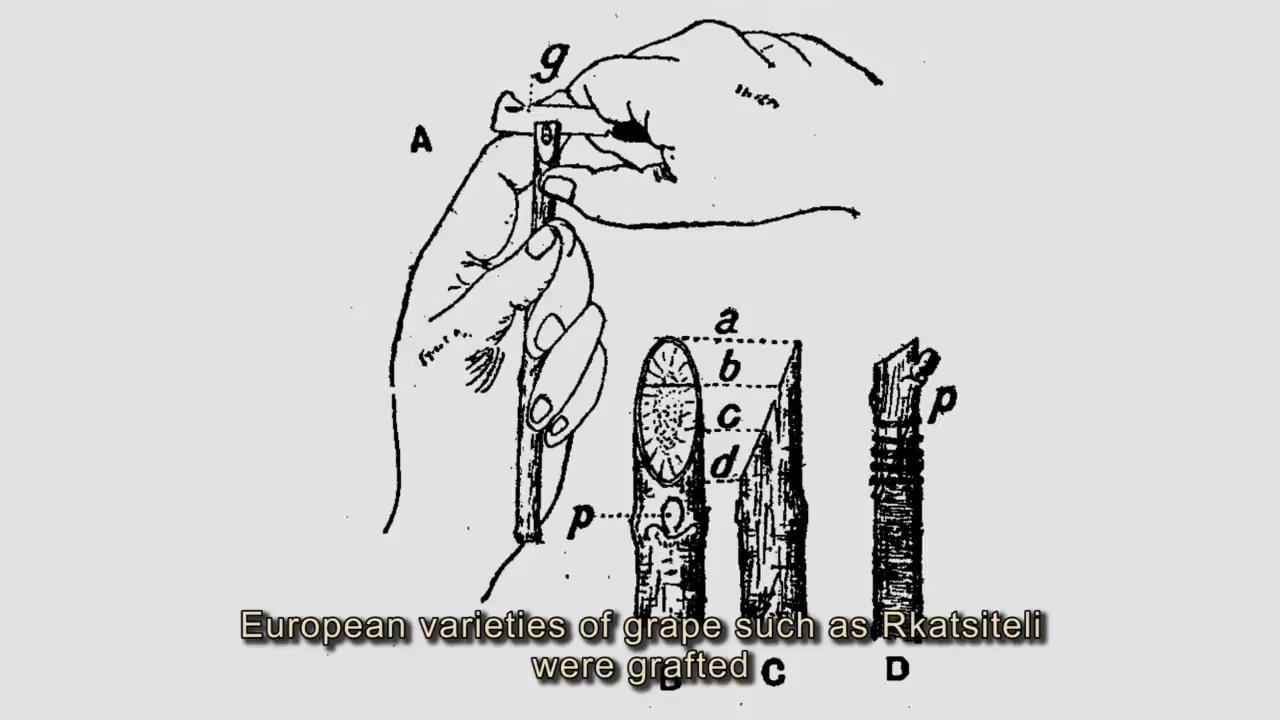 g
A
a
b
c
d
p
p
European varieties of grape such as Rkatsiteli
were grafted
B
C
D